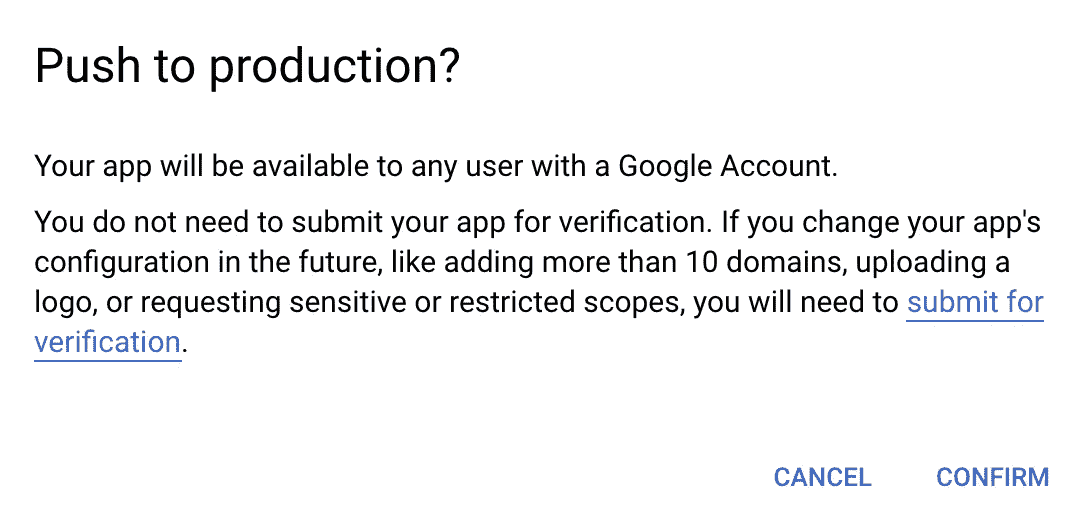 Push to production?
Your app will be available to any user with a Google Account.
You do not need to submit your app for verification. If you change your app's
configuration in the future, like adding more than 10 domains, uploading a
logo, or requesting sensitive or restricted scopes, you will need to submit for
verification.
CANCEL CONFIRM